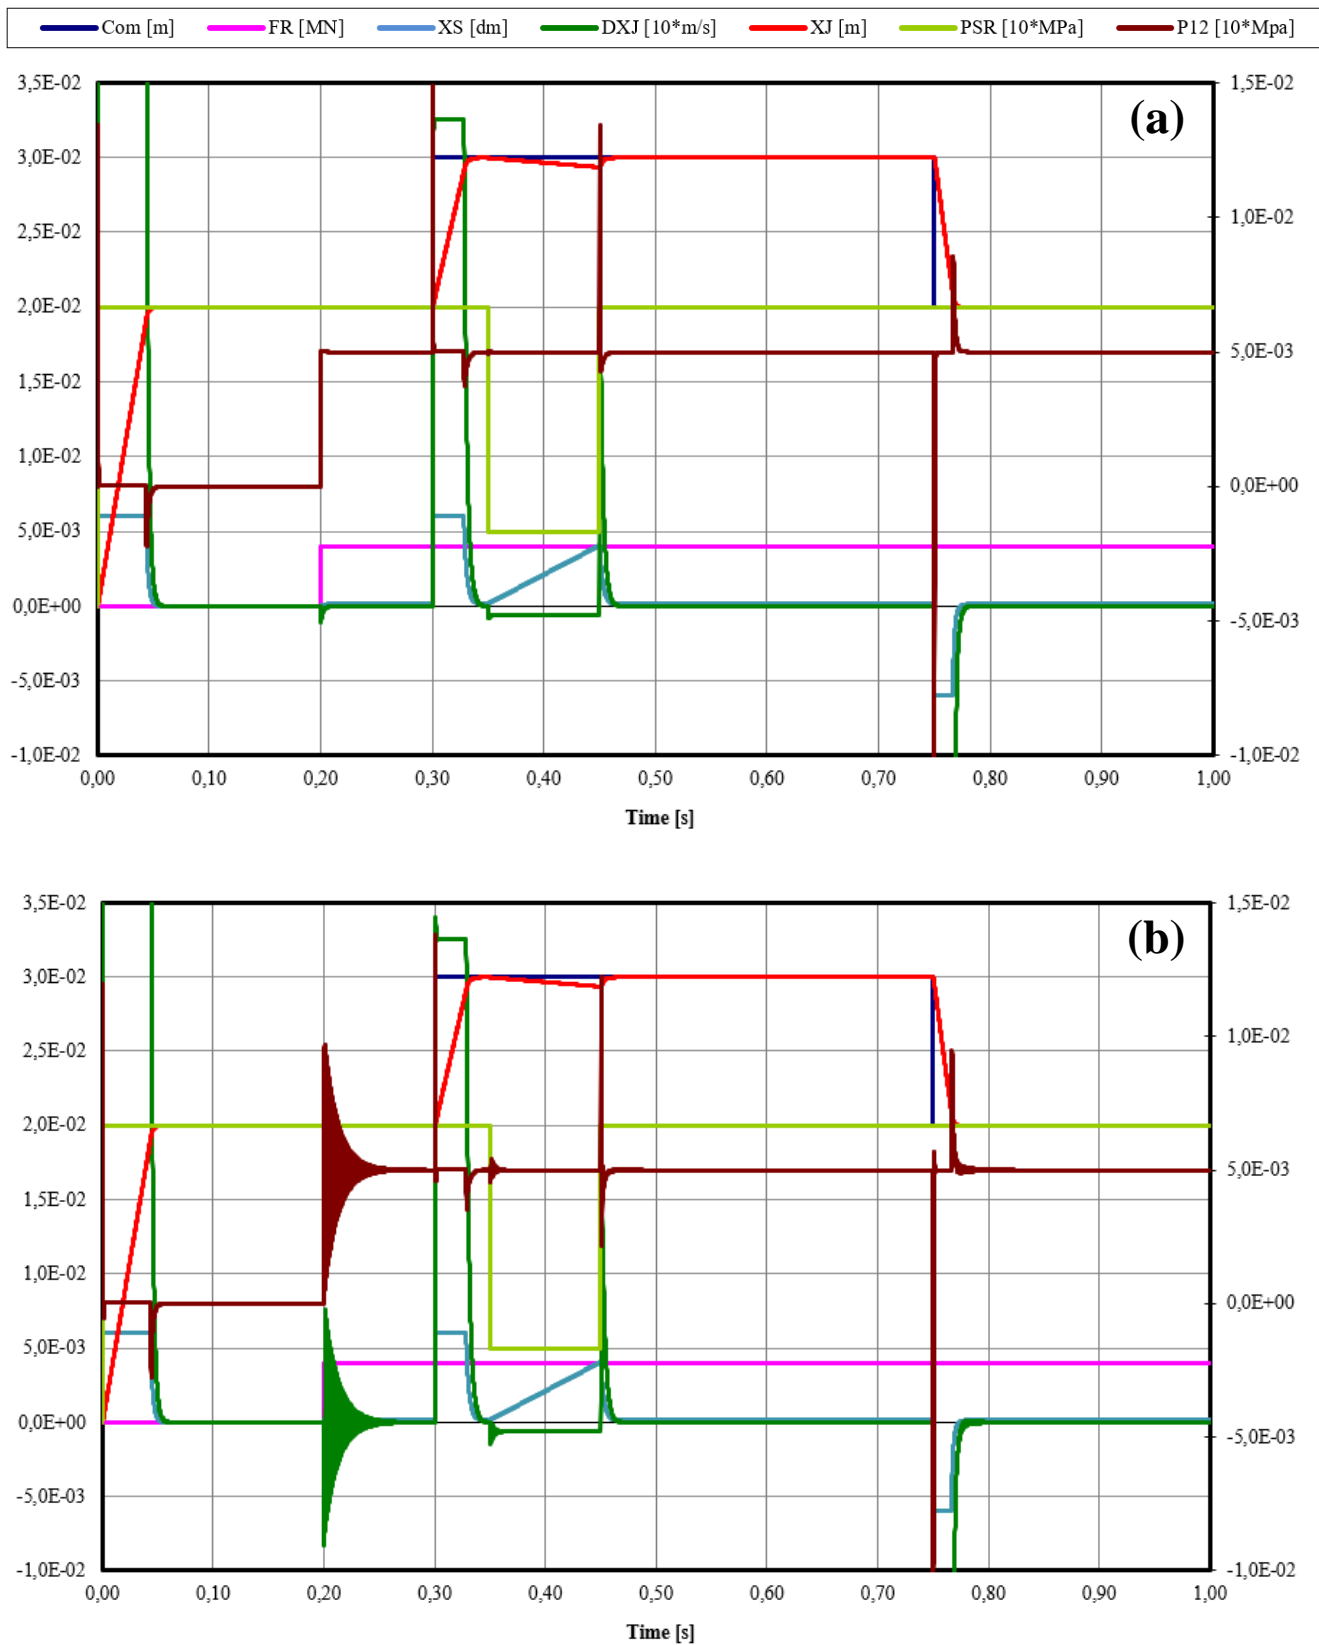 Com [m] FR [MN] XS [dm] DXJ [10*m/s] XJ [m] PSR [10*MPa] P12 [10*Mpa]
(a)
3,5E-02 1,5E-02
3,0E-02
2,5E-02 1,0E-02
2,0E-02
1,5E-02 5,0E-03
1,0E-02 0,0E+00
5,0E-03
0,0E+00 -5,0E-03
-5,0E-03
-1,0E-02 -1,0E-02
0,00 0,10 0,20 0,30 0,40 0,50 0,60 0,70 0,80 0,90 1,00
Time [s]
(b)
3,5E-02 1,5E-02
3,0E-02
2,5E-02 1,0E-02
2,0E-02
1,5E-02 5,0E-03
1,0E-02 0,0E+00
5,0E-03
0,0E+00 -5,0E-03
-5,0E-03
-1,0E-02 -1,0E-02
0,00 0,10 0,20 0,30 0,40 0,50 0,60 0,70 0,80 0,90 1,00
Time [s]